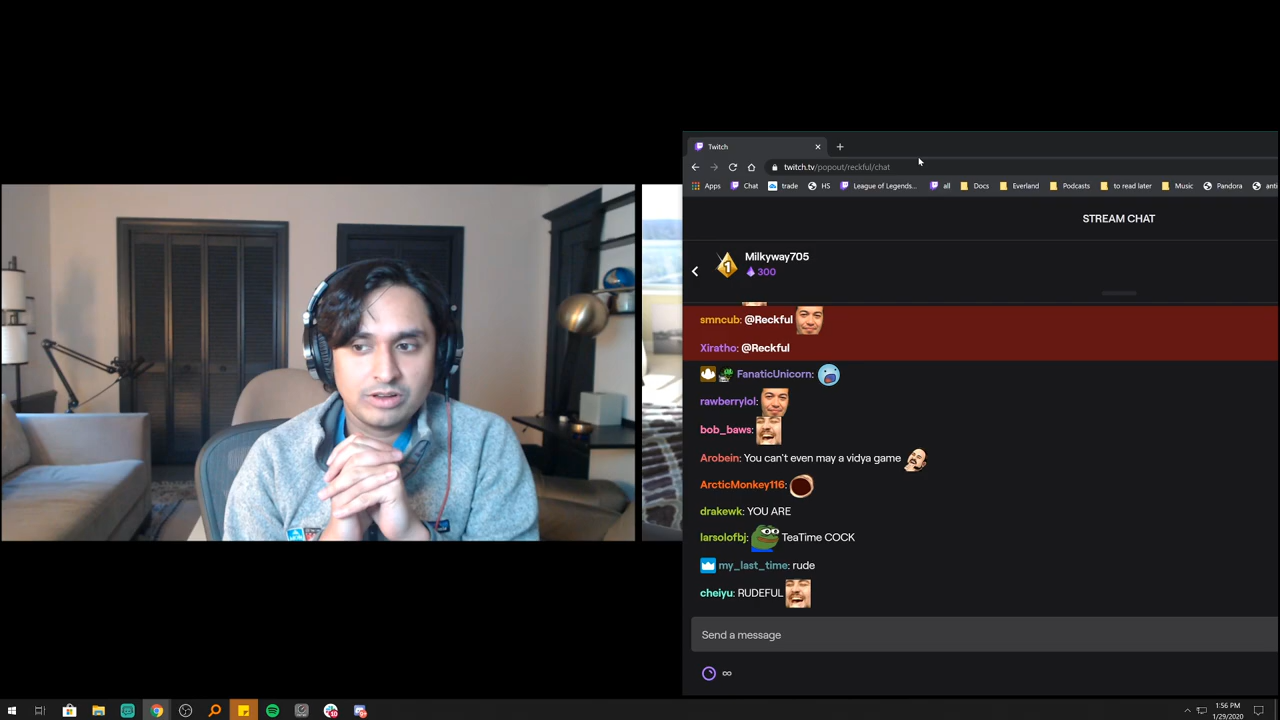 Twitch
twitch.tv/popout/reckful/chat
Apps Chat trade HS League of Legends... all Docs Everland Podcasts to read later Music Pandora anti
STREAM CHAT
1 Milkyway705
300
smncub: @Reckful
Xiratho: @Reckful
FanaticUnicorn:
rawberrylol:
bob_baws:
Arobein: You can't even may a vidya game
ArcticMonkey116:
drakewk: YOU ARE
larsolofbj: TeaTime COCK
my_last_time: rude
cheiyu: RUDEFUL
Send a message
∞
1:56 PM
1/29/2020